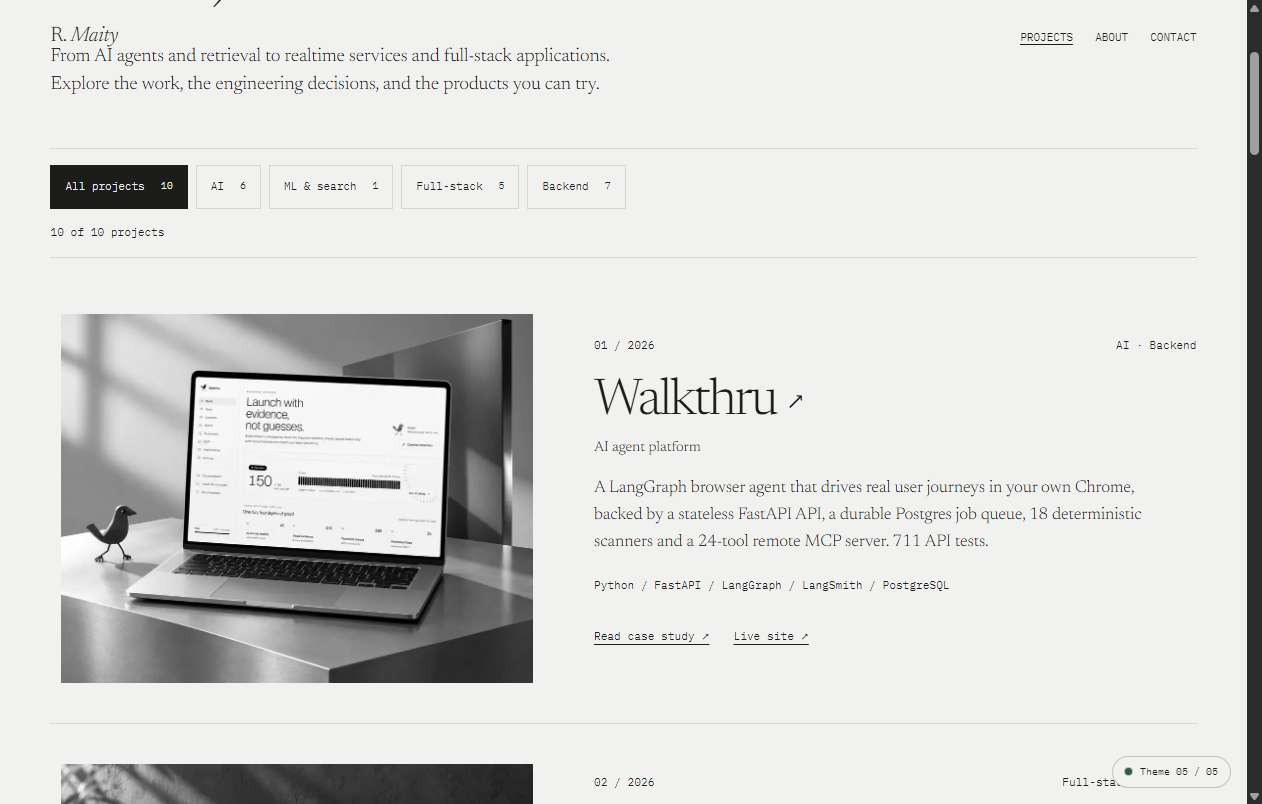 R. Maity
PROJECTS ABOUT CONTACT
From AI agents and retrieval to realtime services and full-stack applications.
Explore the work, the engineering decisions, and the products you can try.
All projects 10 AI 6 ML & search 1 Full-stack 5 Backend 7
10 of 10 projects
Launch with
evidence,
not guesses.
150
01 / 2026 AI · Backend
Walkthru ↗
AI agent platform
A LangGraph browser agent that drives real user journeys in your own Chrome,
backed by a stateless FastAPI API, a durable Postgres job queue, 18 deterministic
scanners and a 24-tool remote MCP server. 711 API tests.
Python / FastAPI / LangGraph / LangSmith / PostgreSQL
Read case study ↗ Live site ↗
02 / 2026
Theme 05 / 05